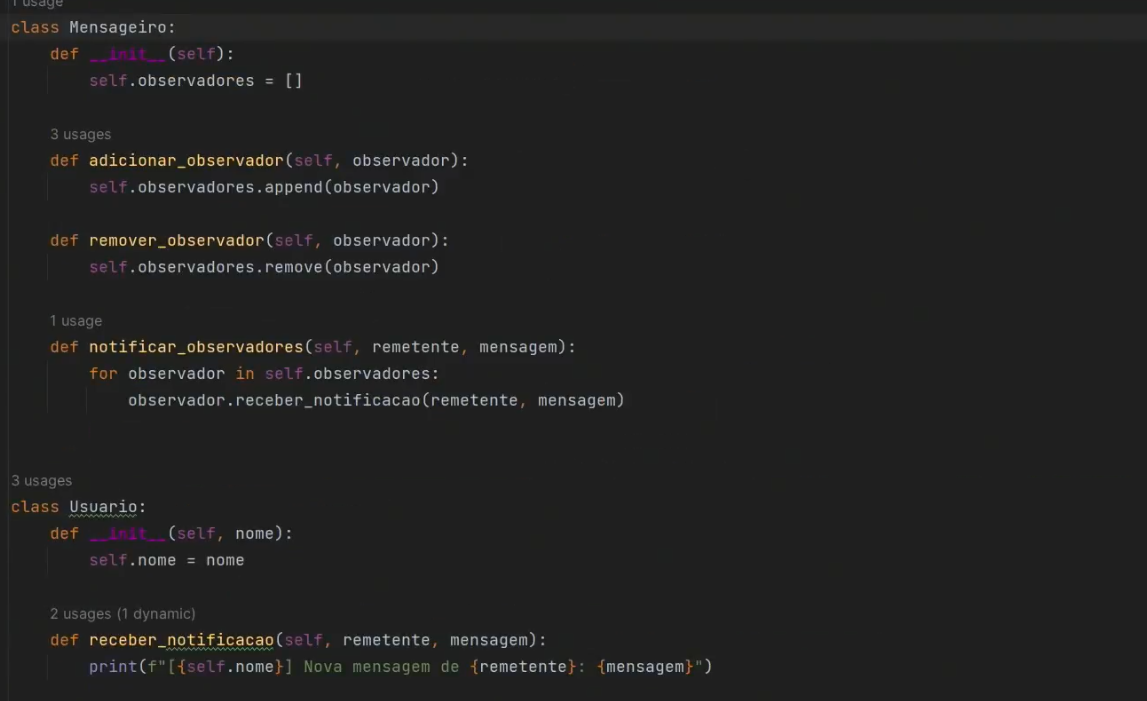 1 usage
class Mensageiro:
    def __init__(self):
        self.observadores = []
    3 usages
    def adicionar_observador(self, observador):
        self.observadores.append(observador)
    def remover_observador(self, observador):
        self.observadores.remove(observador)
    1 usage
    def notificar_observadores(self, remetente, mensagem):
        for observador in self.observadores:
            observador.receber_notificacao(remetente, mensagem)
3 usages
class Usuario:
    def __init__(self, nome):
        self.nome = nome
    2 usages (1 dynamic)
    def receber_notificacao(self, remetente, mensagem):
        print(f"[{self.nome}] Nova mensagem de {remetente}: {mensagem}")